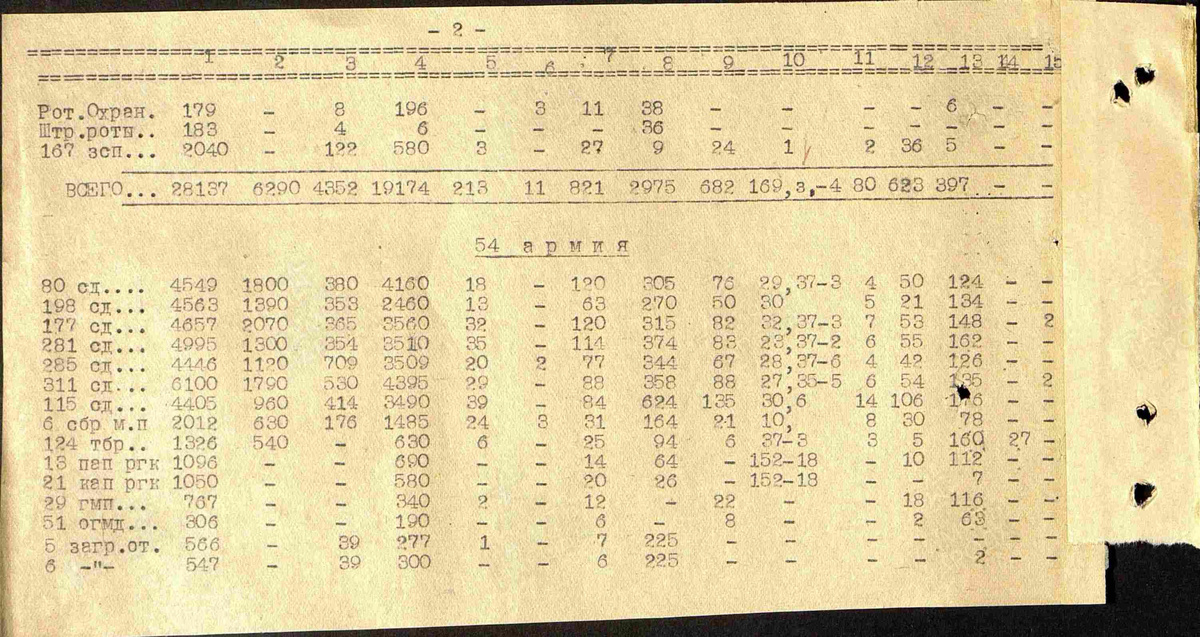 - 2 -
1 2 3 4 5 6 7 8 9 10 11 12 13 14 15
Рот.Охран. 179 - 8 196 - 3 11 38 - - - - 6 - -
Штр.роты.. 183 - 4 6 - - - 36 - - - - - - -
167 зсп... 2040 - 122 580 3 - 27 9 24 1 2 36 5 - -
ВСЕГО... 28137 6290 4352 19174 213 11 821 2975 682 169,з,-4 80 623 397 - -
54 армия
80 сд.... 4549 1800 380 4160 18 - 120 305 76 29,37-3 4 50 124 - -
198 сд... 4563 1390 353 2460 13 - 63 270 50 30 5 21 134 - -
177 сд... 4657 2070 365 3560 32 - 120 315 82 32,37-3 7 53 148 - 2
281 сд... 4995 1300 354 3510 35 - 114 374 83 23,37-2 6 55 162 - -
285 сд... 4446 1120 709 3509 20 2 77 344 67 28,37-6 4 42 126 - -
311 сд... 6100 1790 530 4395 29 - 88 358 88 27,35-5 6 54 135 - 2
115 сд... 4405 960 414 3490 39 - 84 624 135 30,6 14 106 - -
6 сбр м.п 2012 630 176 1485 24 3 31 164 21 10, 8 30 78 - -
124 тбр.. 1326 540 - 630 6 - 25 94 6 37-3 3 5 160 27 -
13 пап ргк 1096 - - 690 - - 14 64 - 152-18 - 10 112 - -
21 кап ргк 1050 - - 580 - - 20 26 - 152-18 - - 7 - -
29 гмп... 767 - - 340 2 - 12 - 22 - - 18 116 - -
51 огмд... 306 - - 190 - - 6 - 8 - - 2 63 - -
5 загр.от. 566 - 39 277 1 - 7 225 - - - - - - -
6 -"- 547 - 39 300 - - 6 225 - - - - 2 - -